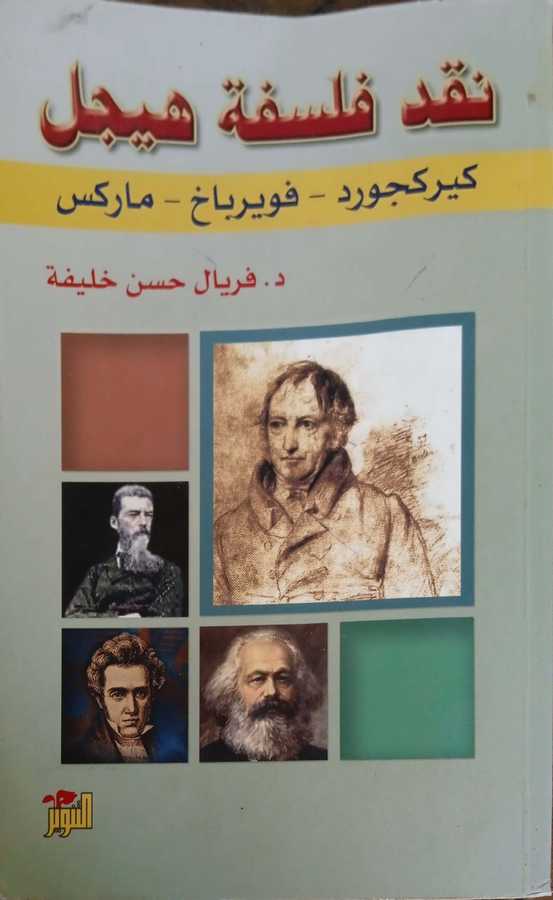 نقد فلسفة هيجل
كيركجورد - فويرباخ - ماركس
د. فريال حسن خليفة
التنوير